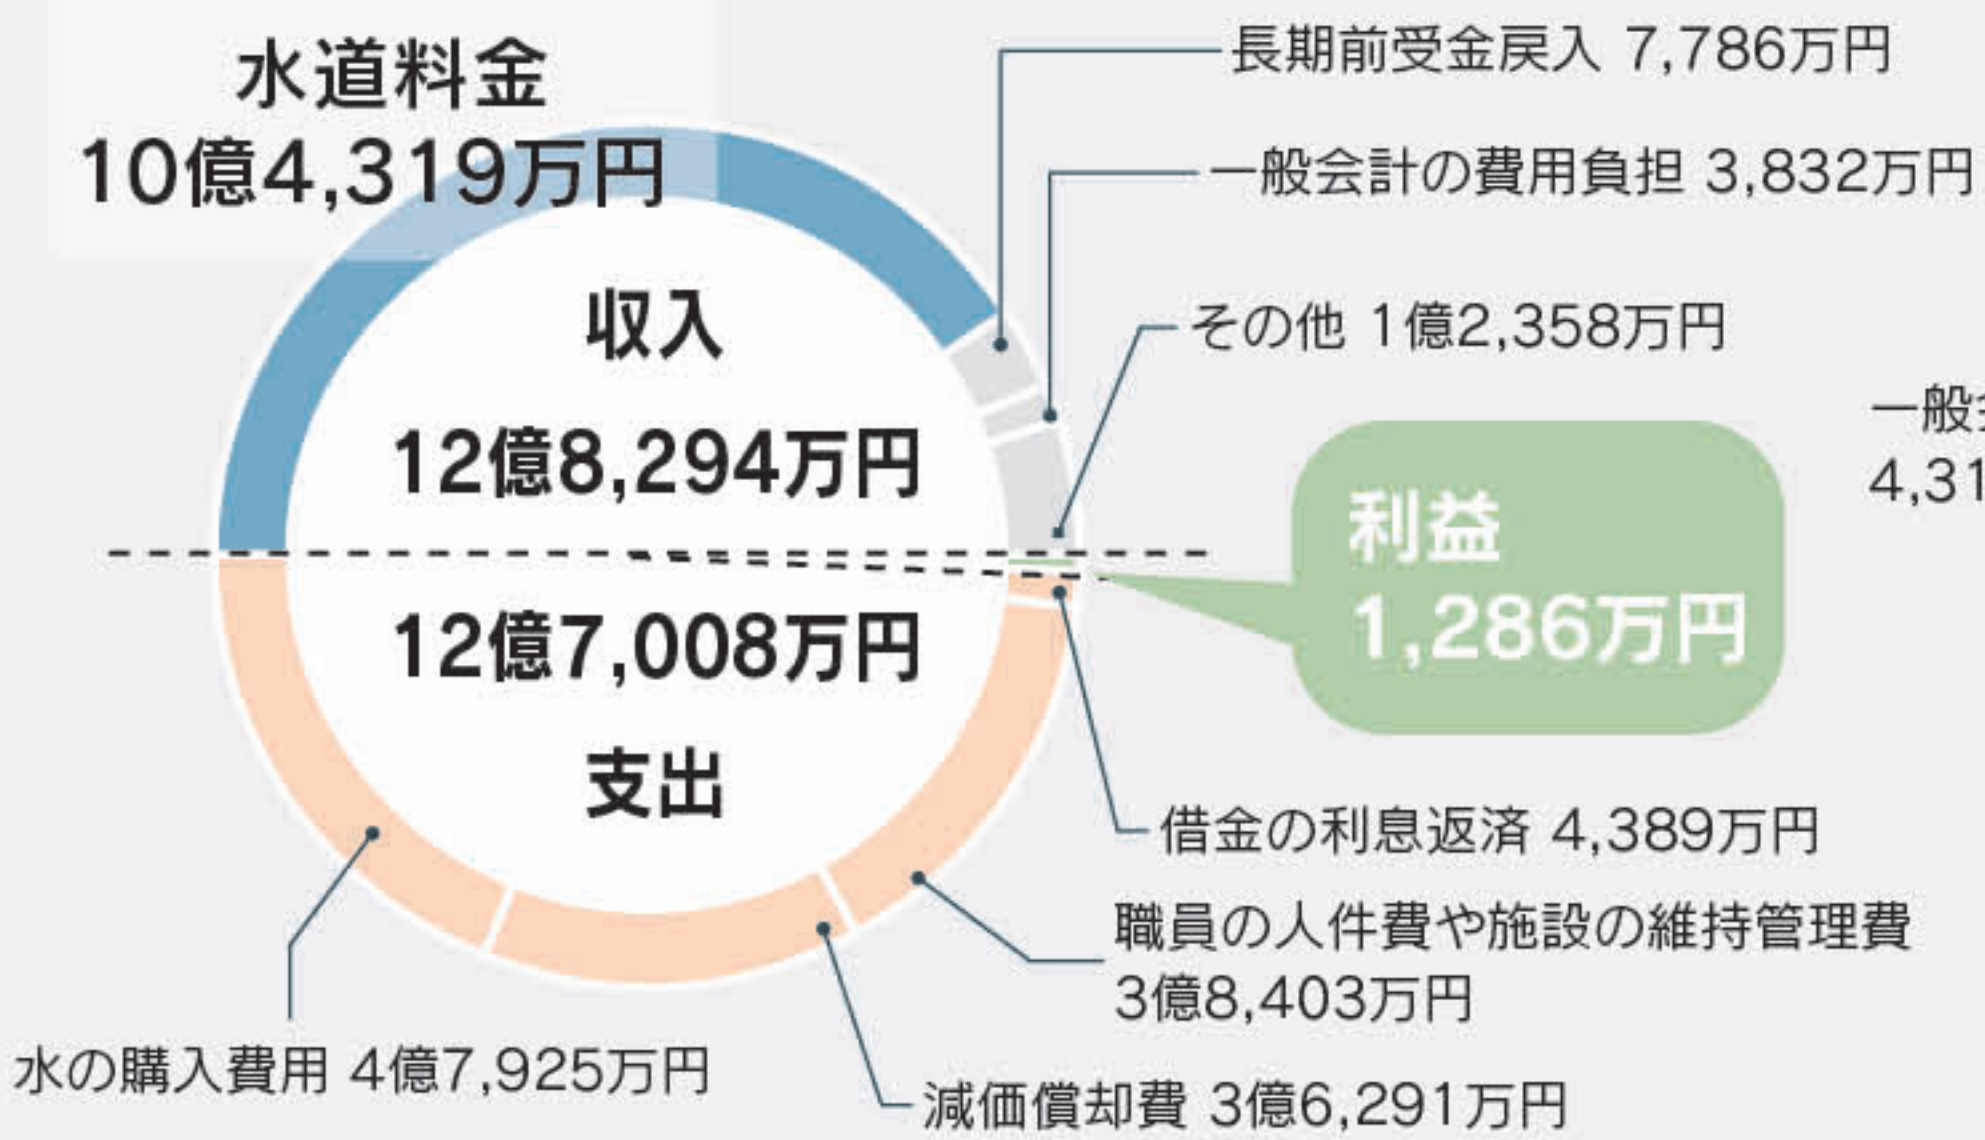 水道料金
10億4,319万円
長期前受金戻入 7,786万円
一般会計の費用負担 3,832万円
その他 1億2,358万円
収入
12億8,294万円
一般
4,31
利益
1,286万円
12億7,008万円
支出
借金の利息返済 4,389万円
職員の人件費や施設の維持管理費
3億8,403万円
水の購入費用 4億7,925万円
減価償却費 3億6,291万円